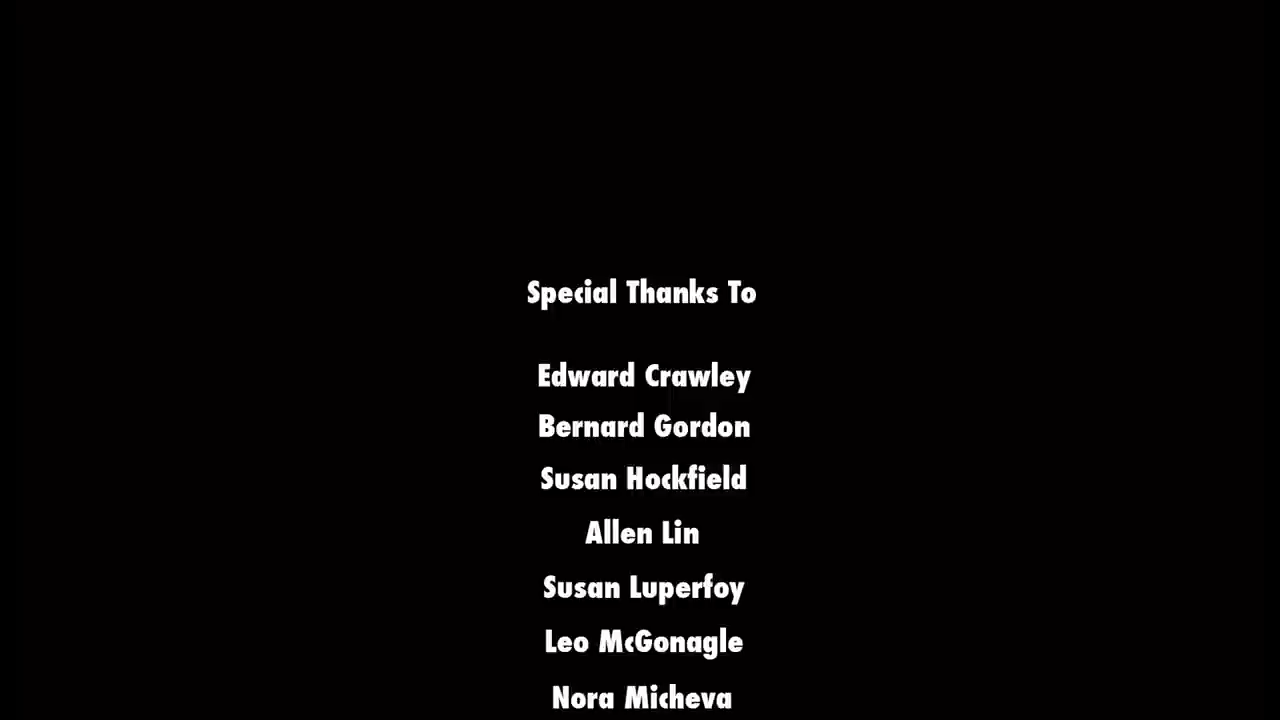 Special Thanks To
Edward Crawley
Bernard Gordon
Susan Hockfield
Allen Lin
Susan Luperfoy
Leo McGonagle
Nora Micheva